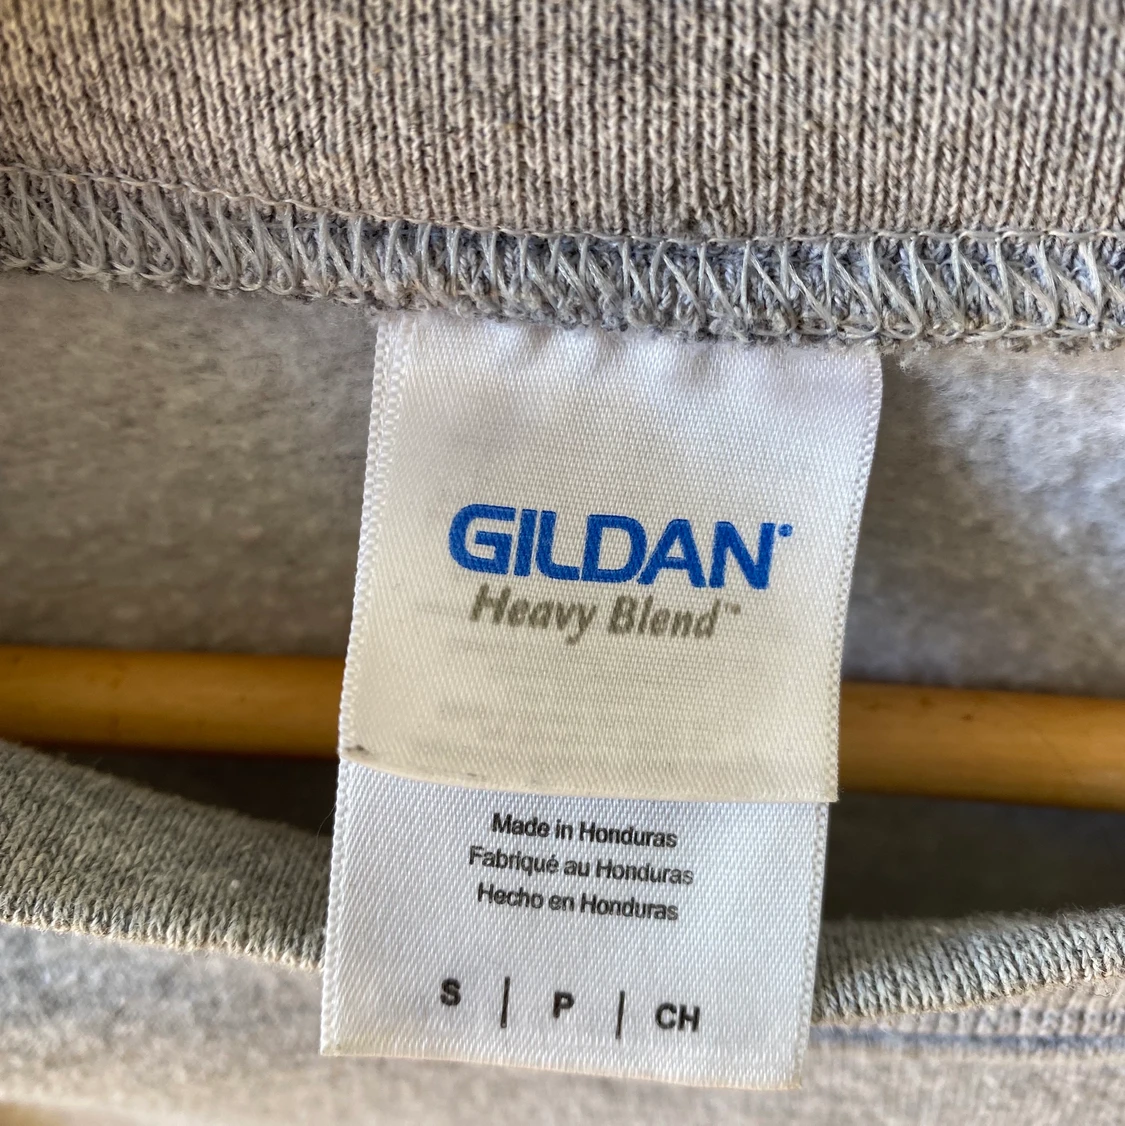 GILDAN
Heavy Blend™
Made in Honduras
Fabriqué au Honduras
Hecho en Honduras
S | P | CH